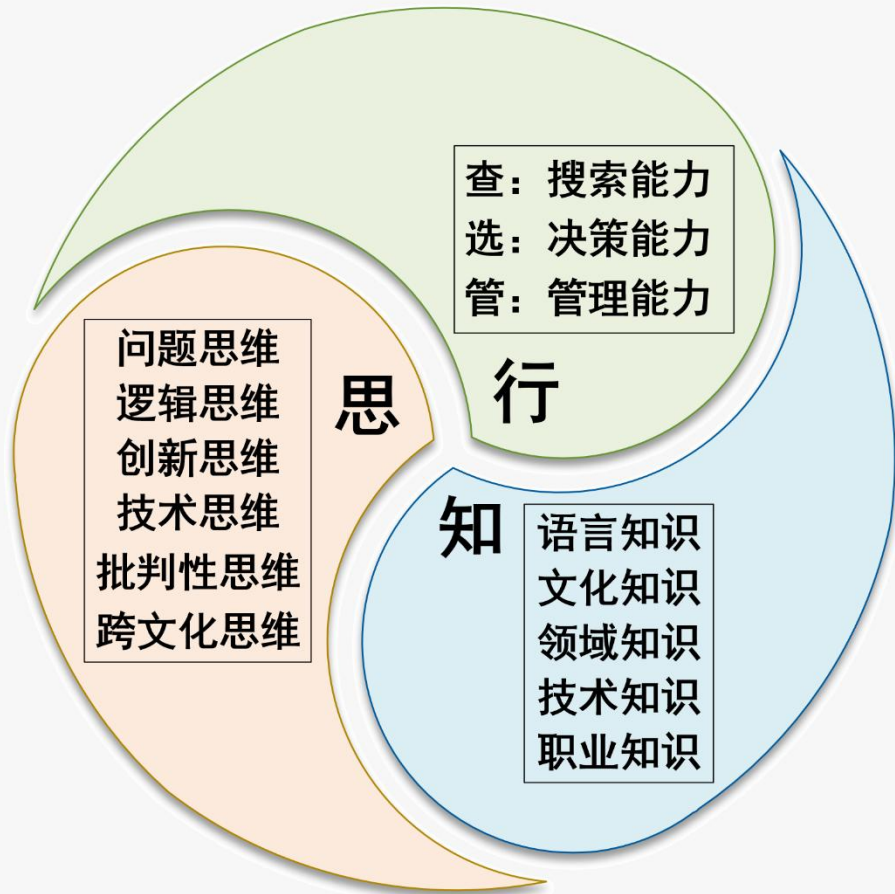 查：搜索能力
选：决策能力
管：管理能力
行
思
问题思维
逻辑思维
创新思维
技术思维
批判性思维
跨文化思维
知
语言知识
文化知识
领域知识
技术知识
职业知识